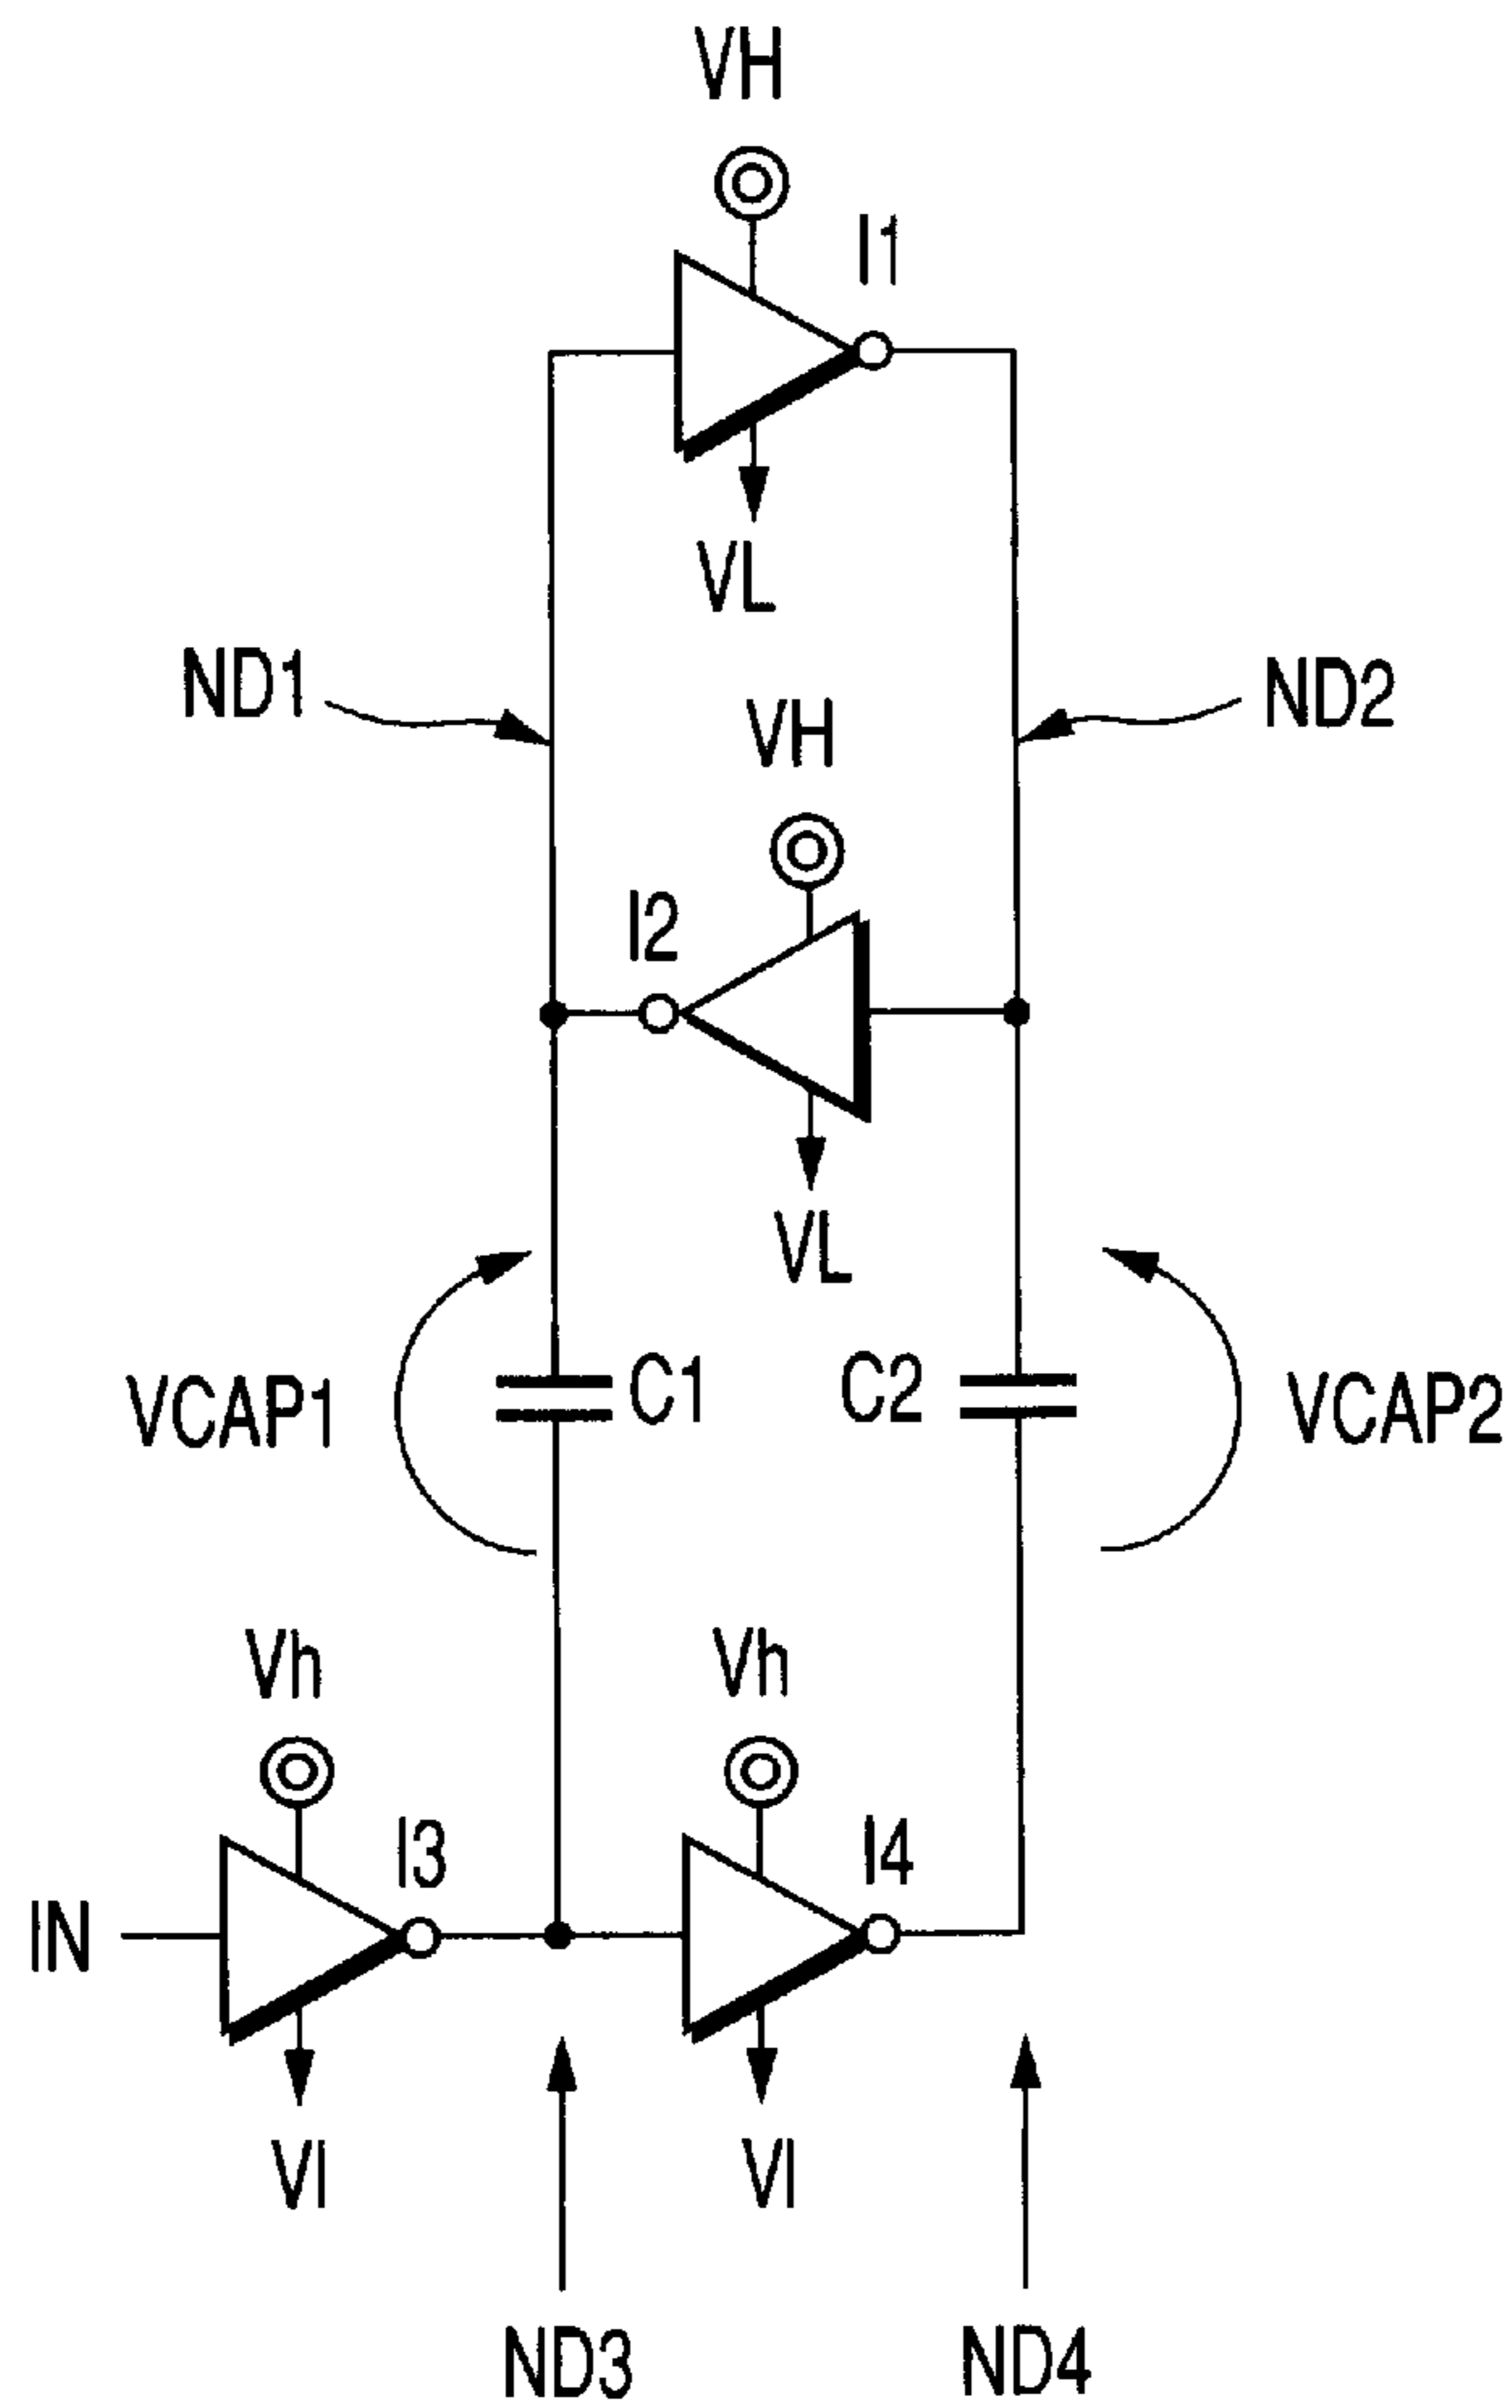 VH
I1
VL
ND1
ND2
VH
I2
VL
VCAP1
C1
C2
VCAP2
Vh
Vh
I3
I4
IN
Vl
Vl
ND3
ND4